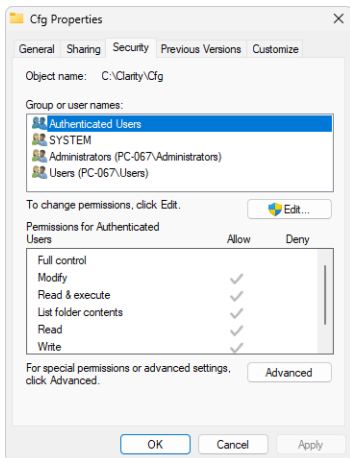 Cfg Properties
General Sharing Security Previous Versions Customize
Object name: C:\Clarity\Cfg
Group or user names:
Authenticated Users
SYSTEM
Administrators (PC-067\Administrators)
Users (PC-067\Users)
To change permissions, click Edit.
Edit...
Permissions for Authenticated
Users Allow Deny
Full control
Modify
Read & execute
List folder contents
Read
Write
For special permissions or advanced settings,
click Advanced.
Advanced
OK Cancel Apply